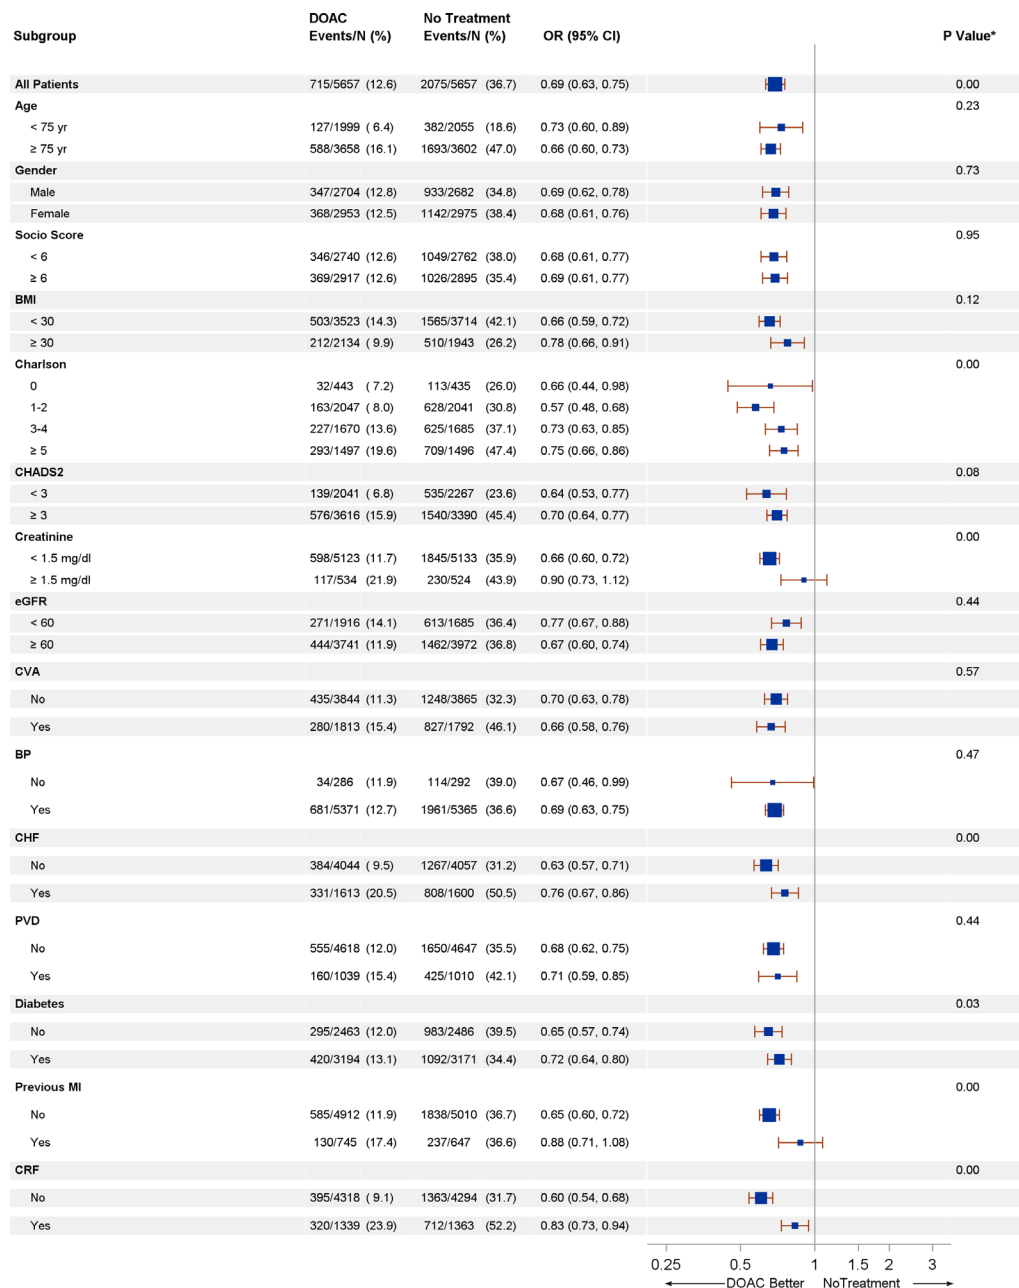 DOAC No Treatment
Subgroup Events/N (%) Events/N (%) OR (95% CI) P Value*
All Patients 715/5657 (12.6) 2075/5657 (36.7) 0.69 (0.63, 0.75) 0.00
Age 0.23
< 75 yr 127/1999 ( 6.4) 382/2055 (18.6) 0.73 (0.60, 0.89)
≥ 75 yr 588/3658 (16.1) 1693/3602 (47.0) 0.66 (0.60, 0.73)
Gender 0.73
Male 347/2704 (12.8) 933/2682 (34.8) 0.69 (0.62, 0.78)
Female 368/2953 (12.5) 1142/2975 (38.4) 0.68 (0.61, 0.76)
Socio Score 0.95
< 6 346/2740 (12.6) 1049/2762 (38.0) 0.68 (0.61, 0.77)
≥ 6 369/2917 (12.6) 1026/2895 (35.4) 0.69 (0.61, 0.77)
BMI 0.12
< 30 503/3523 (14.3) 1565/3714 (42.1) 0.66 (0.59, 0.72)
≥ 30 212/2134 ( 9.9) 510/1943 (26.2) 0.78 (0.66, 0.91)
Charlson 0.00
0 32/443 ( 7.2) 113/435 (26.0) 0.66 (0.44, 0.98)
1-2 163/2047 ( 8.0) 628/2041 (30.8) 0.57 (0.48, 0.68)
3-4 227/1670 (13.6) 625/1685 (37.1) 0.73 (0.63, 0.85)
≥ 5 293/1497 (19.6) 709/1496 (47.4) 0.75 (0.66, 0.86)
CHADS2 0.08
< 3 139/2041 ( 6.8) 535/2267 (23.6) 0.64 (0.53, 0.77)
≥ 3 576/3616 (15.9) 1540/3390 (45.4) 0.70 (0.64, 0.77)
Creatinine 0.00
< 1.5 mg/dl 598/5123 (11.7) 1845/5133 (35.9) 0.66 (0.60, 0.72)
≥ 1.5 mg/dl 117/534 (21.9) 230/524 (43.9) 0.90 (0.73, 1.12)
eGFR 0.44
< 60 271/1916 (14.1) 613/1685 (36.4) 0.77 (0.67, 0.88)
≥ 60 444/3741 (11.9) 1462/3972 (36.8) 0.67 (0.60, 0.74)
CVA 0.57
No 435/3844 (11.3) 1248/3865 (32.3) 0.70 (0.63, 0.78)
Yes 280/1813 (15.4) 827/1792 (46.1) 0.66 (0.58, 0.76)
BP 0.47
No 34/286 (11.9) 114/292 (39.0) 0.67 (0.46, 0.99)
Yes 681/5371 (12.7) 1961/5365 (36.6) 0.69 (0.63, 0.75)
CHF 0.00
No 384/4044 ( 9.5) 1267/4057 (31.2) 0.63 (0.57, 0.71)
Yes 331/1613 (20.5) 808/1600 (50.5) 0.76 (0.67, 0.86)
PVD 0.44
No 555/4618 (12.0) 1650/4647 (35.5) 0.68 (0.62, 0.75)
Yes 160/1039 (15.4) 425/1010 (42.1) 0.71 (0.59, 0.85)
Diabetes 0.03
No 295/2463 (12.0) 983/2486 (39.5) 0.65 (0.57, 0.74)
Yes 420/3194 (13.1) 1092/3171 (34.4) 0.72 (0.64, 0.80)
Previous MI 0.00
No 585/4912 (11.9) 1838/5010 (36.7) 0.65 (0.60, 0.72)
Yes 130/745 (17.4) 237/647 (36.6) 0.88 (0.71, 1.08)
CRF 0.00
No 395/4318 ( 9.1) 1363/4294 (31.7) 0.60 (0.54, 0.68)
Yes 320/1339 (23.9) 712/1363 (52.2) 0.83 (0.73, 0.94)
0.25 0.5 1 1.5 2 3
DOAC Better NoTreatment